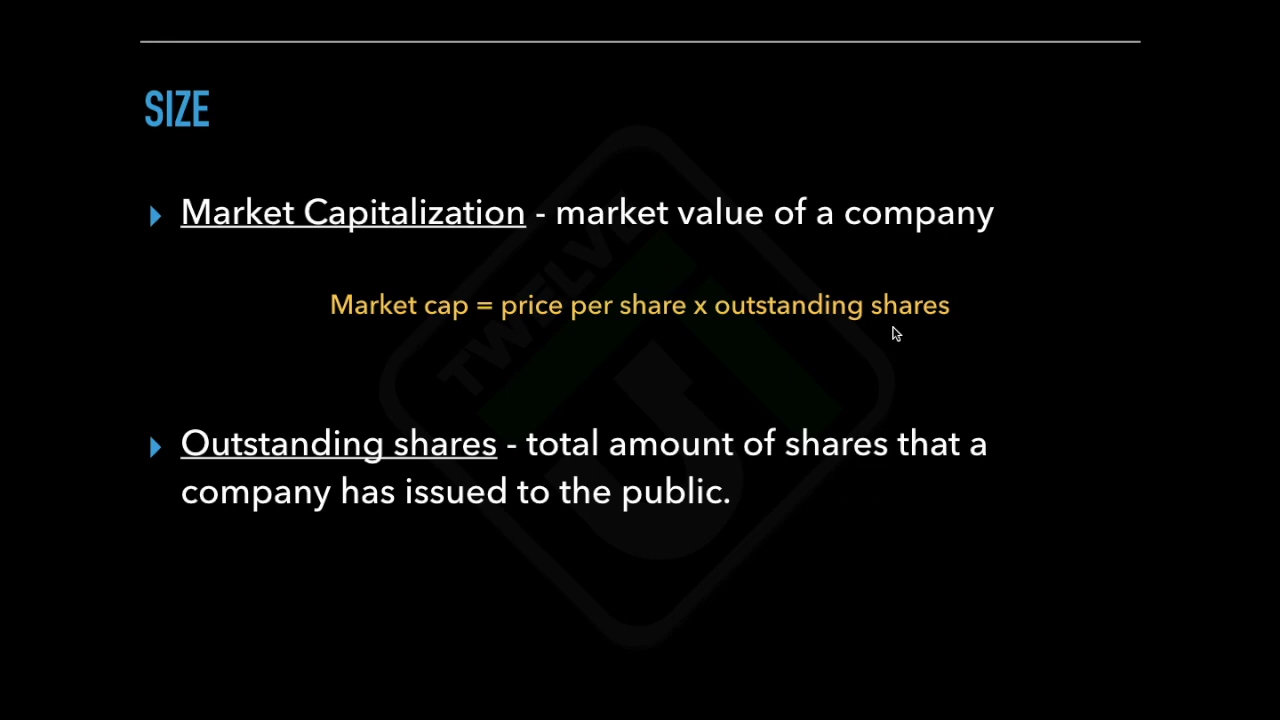 SIZE
Market Capitalization - market value of a company
TWELVE
Market cap = price per share x outstanding shares
Outstanding shares - total amount of shares that a
company has issued to the public.